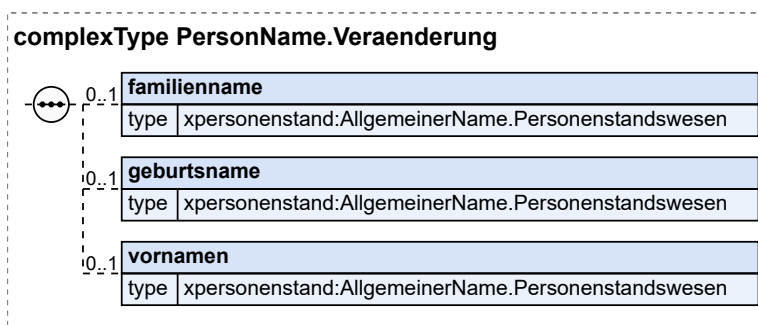 complexType PersonName.Veraenderung
0..1 familienname
type xpersonenstand:AllgemeinerName.Personenstandswesen
0..1 geburtsname
type xpersonenstand:AllgemeinerName.Personenstandswesen
0..1 vornamen
type xpersonenstand:AllgemeinerName.Personenstandswesen